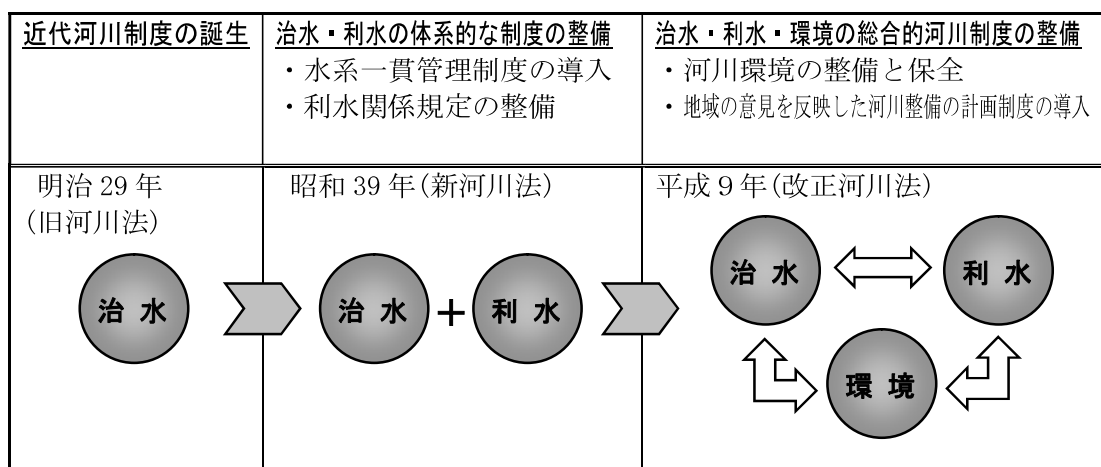 近代河川制度の誕生
治水・利水の体系的な制度の整備
・水系一貫管理制度の導入
・利水関係規定の整備
治水・利水・環境の総合的河川制度の整備
・河川環境の整備と保全
・地域の意見を反映した河川整備の計画制度の導入
明治 29 年
(旧河川法)
治 水
昭和 39 年(新河川法)
治 水
+
利 水
平成 9 年(改正河川法)
治 水
利 水
環 境